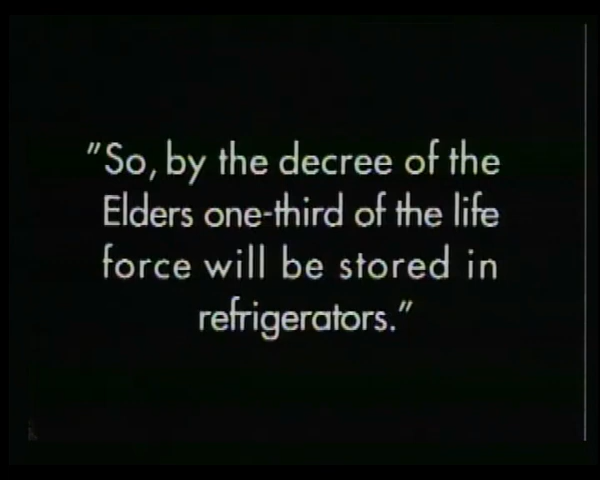 "So, by the decree of the
Elders one-third of the life
force will be stored in
refrigerators."